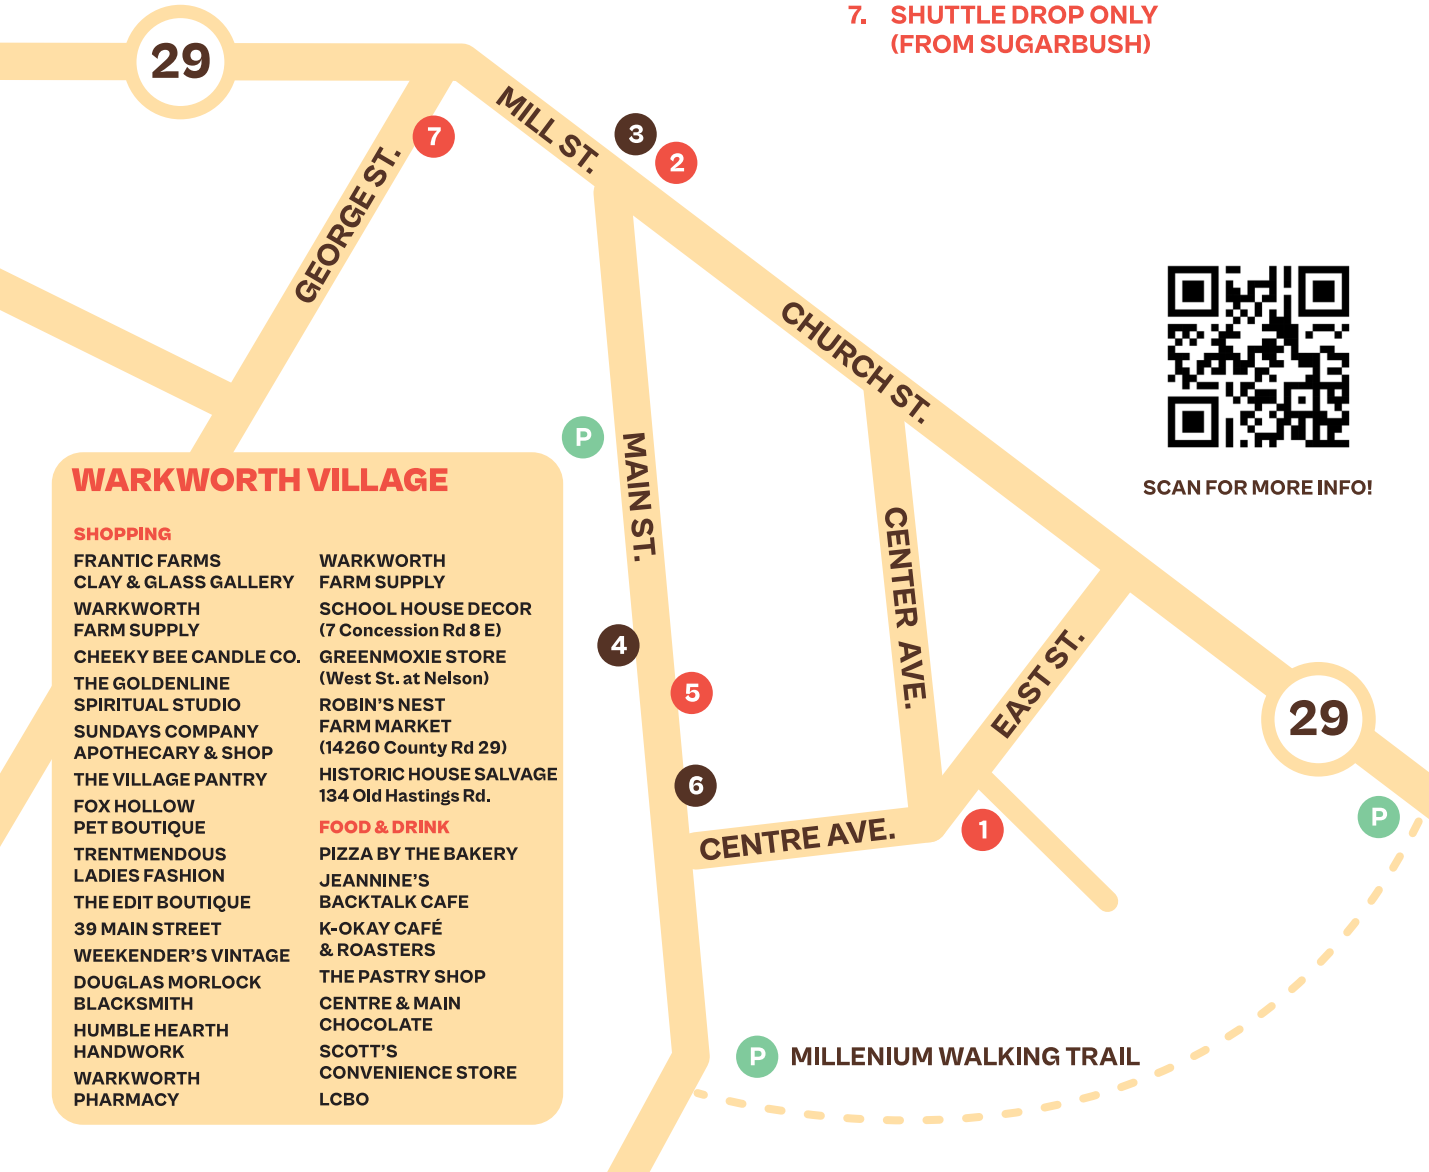 7. SHUTTLE DROP ONLY
(FROM SUGARBUSH)
29
MILL ST.
3
2
7
GEORGE ST.
CHURCH ST.
P
MAIN ST.
CENTER AVE.
SCAN FOR MORE INFO!
4
5
6
EAST ST.
29
CENTRE AVE.
1
P
P MILLENIUM WALKING TRAIL
WARKWORTH VILLAGE
SHOPPING
FRANTIC FARMS
CLAY & GLASS GALLERY
WARKWORTH
FARM SUPPLY
CHEEKY BEE CANDLE CO.
THE GOLDENLINE
SPIRITUAL STUDIO
SUNDAYS COMPANY
APOTHECARY & SHOP
THE VILLAGE PANTRY
FOX HOLLOW
PET BOUTIQUE
TRENTMENDOUS
LADIES FASHION
THE EDIT BOUTIQUE
39 MAIN STREET
WEEKENDER'S VINTAGE
DOUGLAS MORLOCK
BLACKSMITH
HUMBLE HEARTH
HANDWORK
WARKWORTH
PHARMACY
WARKWORTH
FARM SUPPLY
SCHOOL HOUSE DECOR
(7 Concession Rd 8 E)
GREENMOXIE STORE
(West St. at Nelson)
ROBIN'S NEST
FARM MARKET
(14260 County Rd 29)
HISTORIC HOUSE SALVAGE
134 Old Hastings Rd.
FOOD & DRINK
PIZZA BY THE BAKERY
JEANNINE'S
BACKTALK CAFE
K-OKAY CAFÉ
& ROASTERS
THE PASTRY SHOP
CENTRE & MAIN
CHOCOLATE
SCOTT'S
CONVENIENCE STORE
LCBO